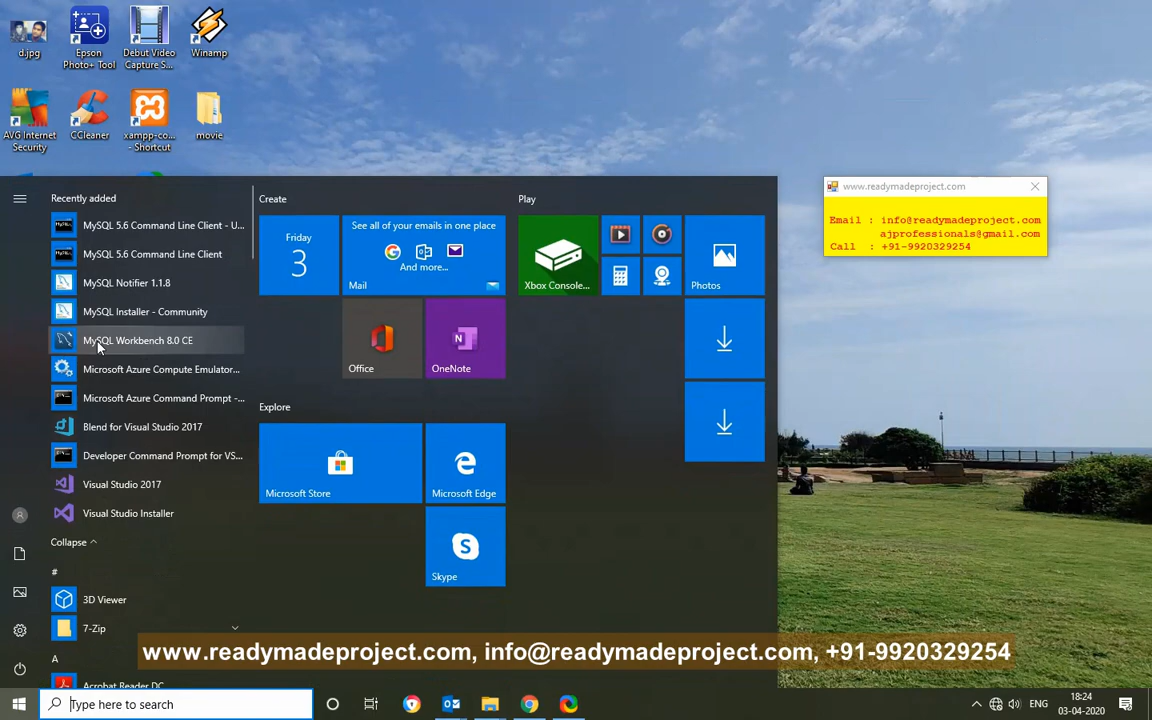 d.jpg
Epson
Photo+ Tool
Debut Video
Capture S...
Winamp
AVG Internet
Security
CCleaner
xampp-co...
- Shortcut
movie
Recently added
MySQL 5.6 Command Line Client - U...
MySQL 5.6 Command Line Client
MySQL Notifier 1.1.8
MySQL Installer - Community
MySQL Workbench 8.0 CE
Microsoft Azure Compute Emulator...
Microsoft Azure Command Prompt -...
Blend for Visual Studio 2017
Developer Command Prompt for VS...
Visual Studio 2017
Visual Studio Installer
Collapse
#
3D Viewer
7-Zip
A
Acrobat Reader DC
Create
Friday
3
See all of your emails in one place
And more...
Mail
Office
OneNote
Explore
Microsoft Store
Microsoft Edge
Skype
Play
Xbox Console...
Photos
www.readymadeproject.com
Email : info@readymadeproject.com
ajprofessionals@gmail.com
Call : +91-9920329254
www.readymadeproject.com, info@readymadeproject.com, +91-9920329254
Type here to search
ENG
18:24
03-04-2020